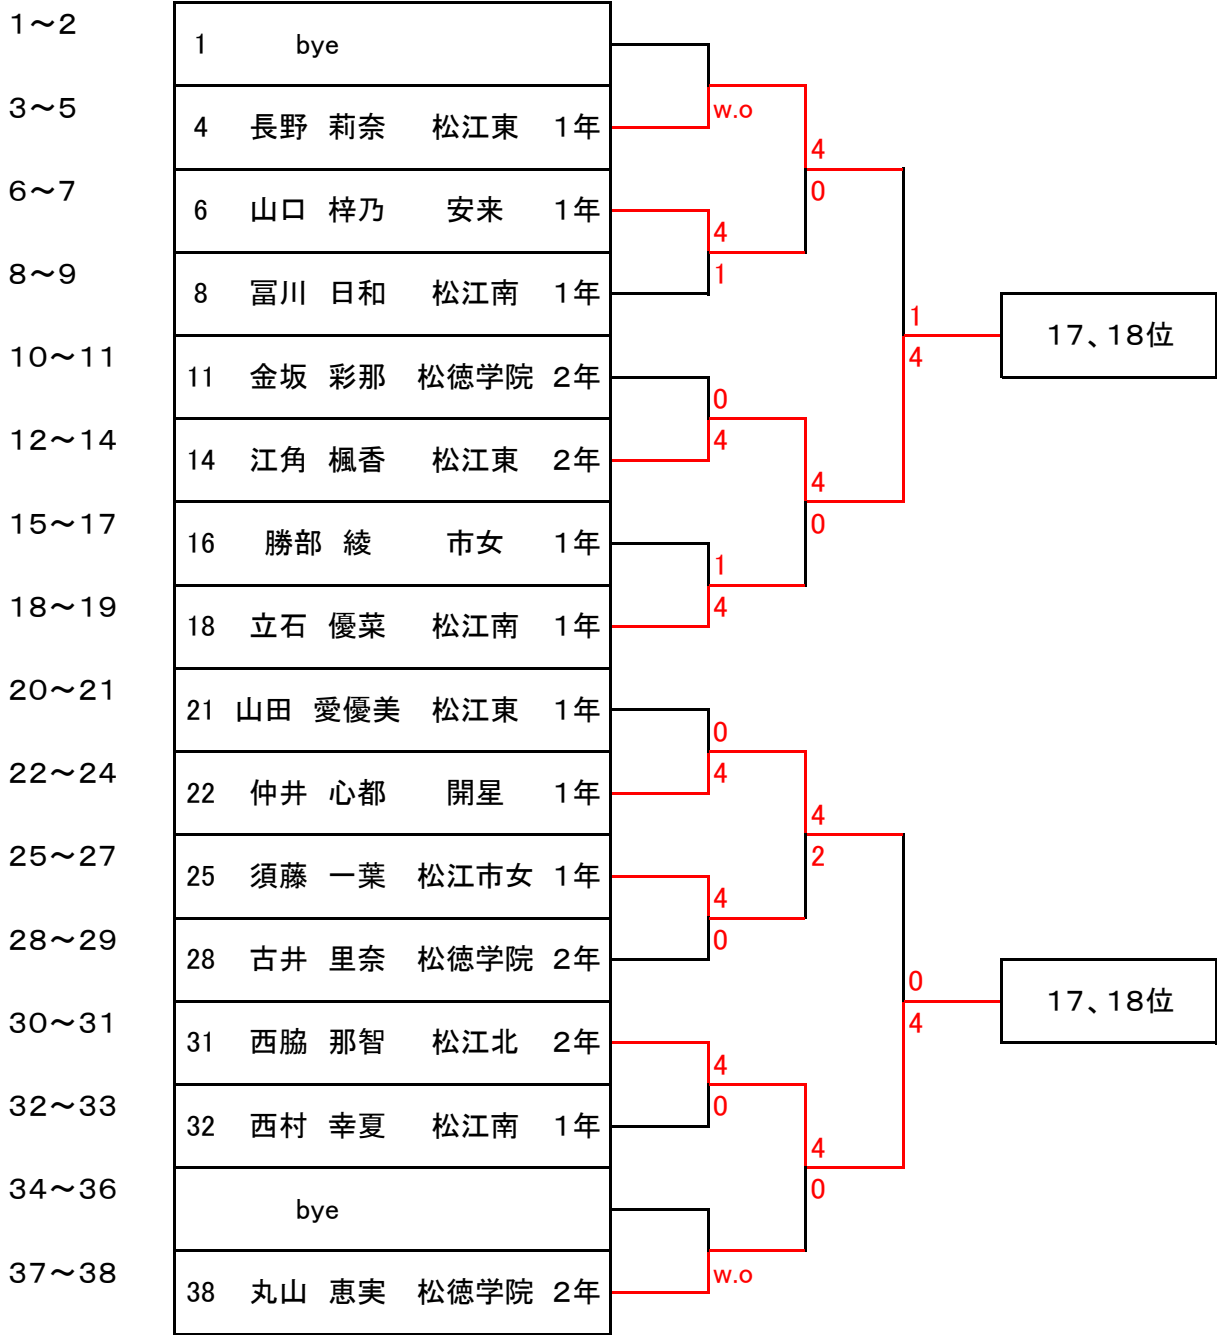 1～2
1 bye
w.o
3～5
4 長野 莉奈 松江東 1年
4
0
6～7
6 山口 梓乃 安来 1年
4
1
8～9
8 冨川 日和 松江南 1年
1
4
17、18位
10～11
11 金坂 彩那 松徳学院 2年
0
4
12～14
14 江角 楓香 松江東 2年
4
0
15～17
16 勝部 綾 市女 1年
1
4
18～19
18 立石 優菜 松江南 1年
20～21
21 山田 愛優美 松江東 1年
0
4
22～24
22 仲井 心都 開星 1年
4
2
25～27
25 須藤 一葉 松江市女 1年
4
0
28～29
28 古井 里奈 松徳学院 2年
0
4
17、18位
30～31
31 西脇 那智 松江北 2年
4
0
32～33
32 西村 幸夏 松江南 1年
4
0
34～36
bye
w.o
37～38
38 丸山 恵実 松徳学院 2年